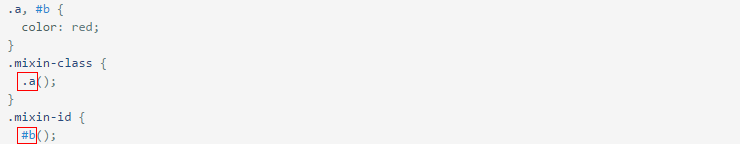 .a, #b {
  color: red;
}
.mixin-class {
  .a();
}
.mixin-id {
  #b();